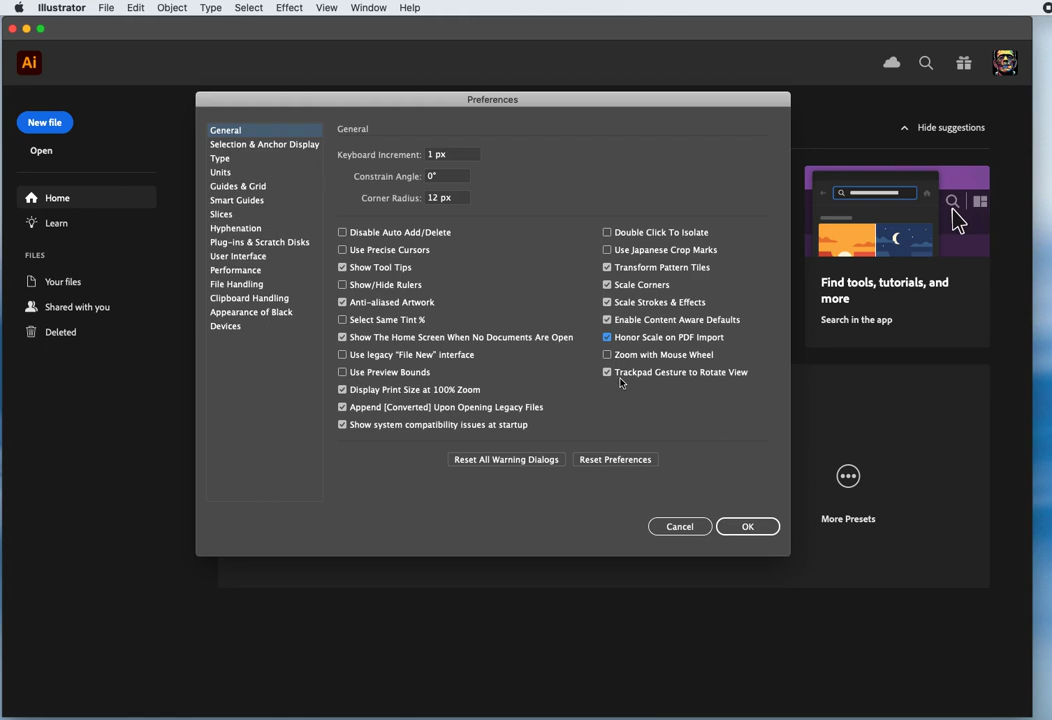 Illustrator File Edit Object Type Select Effect View Window Help
Ai
New file
Open
Home
Learn
FILES
Your files
Shared with you
Deleted
Hide suggestions
Preferences
General
Selection & Anchor Display
Type
Units
Guides & Grid
Smart Guides
Slices
Hyphenation
Plug-ins & Scratch Disks
User Interface
Performance
File Handling
Clipboard Handling
Appearance of Black
Devices
General
Keyboard Increment: 1 px
Constrain Angle: 0°
Corner Radius: 12 px
Disable Auto Add/Delete
Use Precise Cursors
Show Tool Tips
Show/Hide Rulers
Anti-aliased Artwork
Select Same Tint %
Show The Home Screen When No Documents Are Open
Use legacy "File New" interface
Use Preview Bounds
Display Print Size at 100% Zoom
Append [Converted] Upon Opening Legacy Files
Show system compatibility issues at startup
Double Click To Isolate
Use Japanese Crop Marks
Transform Pattern Tiles
Scale Corners
Scale Strokes & Effects
Enable Content Aware Defaults
Honor Scale on PDF Import
Zoom with Mouse Wheel
Trackpad Gesture to Rotate View
Reset All Warning Dialogs Reset Preferences
Cancel OK
Find tools, tutorials, and
more
Search in the app
More Presets